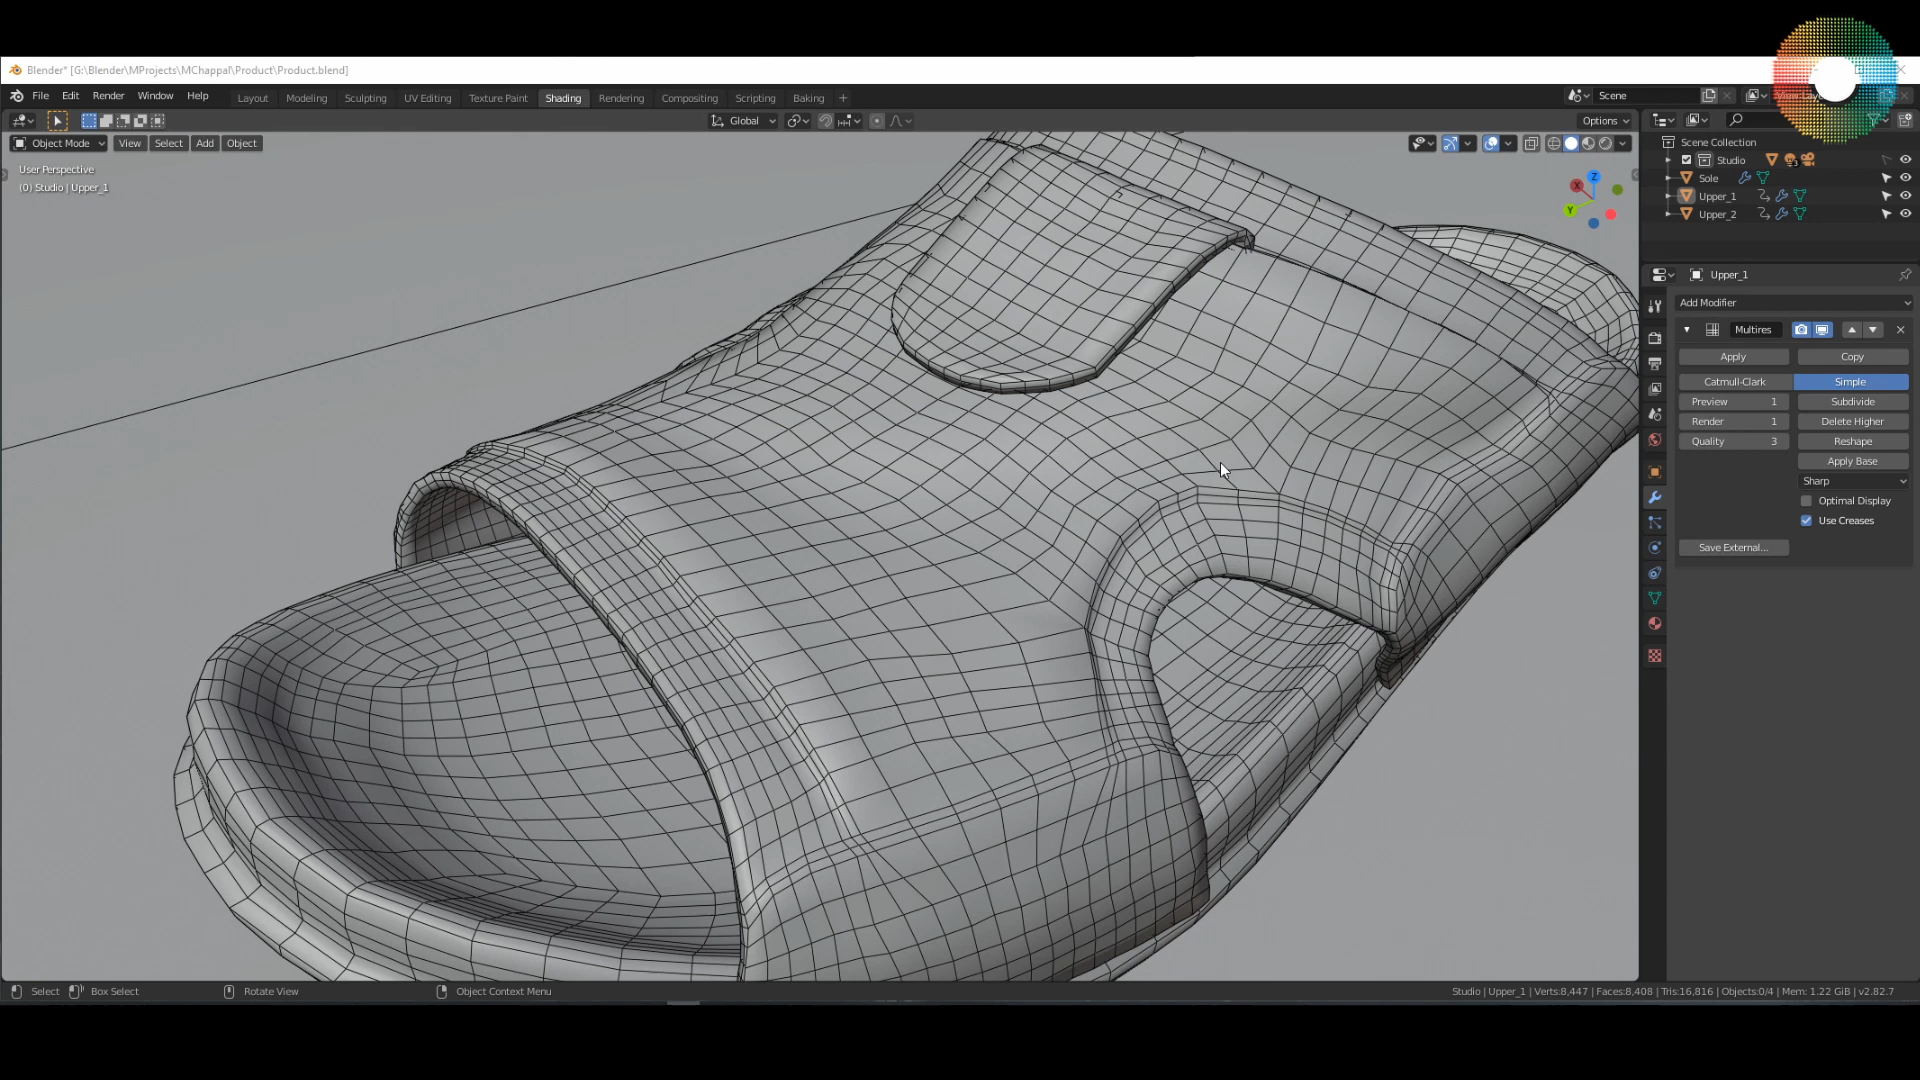 Blender* [G:\Blender\MProjects\MChappal\Product\Product.blend]
File Edit Render Window Help
Layout Modeling Sculpting UV Editing Texture Paint Shading Rendering Compositing Scripting Baking +
Scene
Global
Options
Object Mode View Select Add Object
User Perspective
(0) Studio | Upper_1
X Z Y
Scene Collection
Studio
Sole
Upper_1
Upper_2
Upper_1
Add Modifier
Multires
Apply Copy
Catmull-Clark Simple
Preview 1 Subdivide
Render 1 Delete Higher
Quality 3 Reshape
Apply Base
Sharp
Optimal Display
Use Creases
Save External...
Select Box Select Rotate View Object Context Menu
Studio | Upper_1 | Verts:8,447 | Faces:8,408 | Tris:16,816 | Objects:0/4 | Mem: 1.22 GiB | v2.82.7